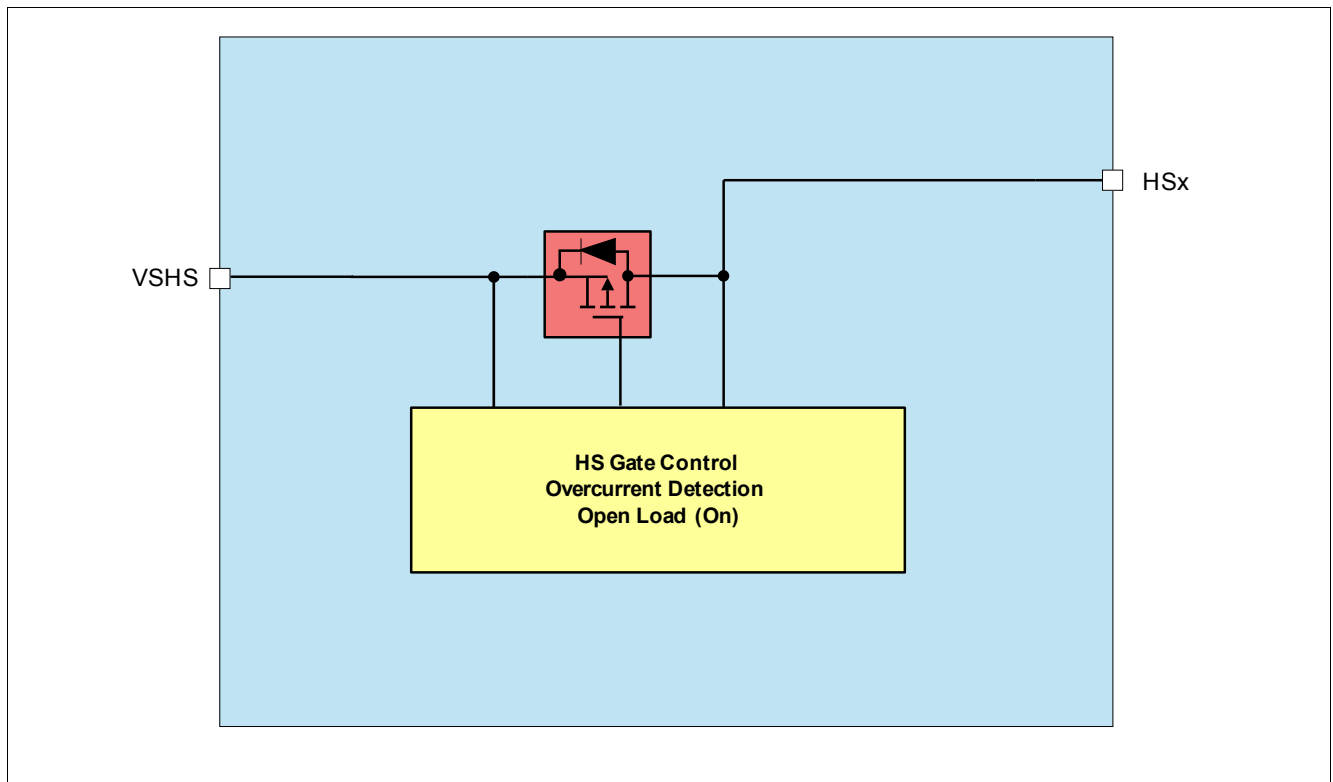 HSx
VSHS
HS Gate Control
Overcurrent Detection
Open Load (On)